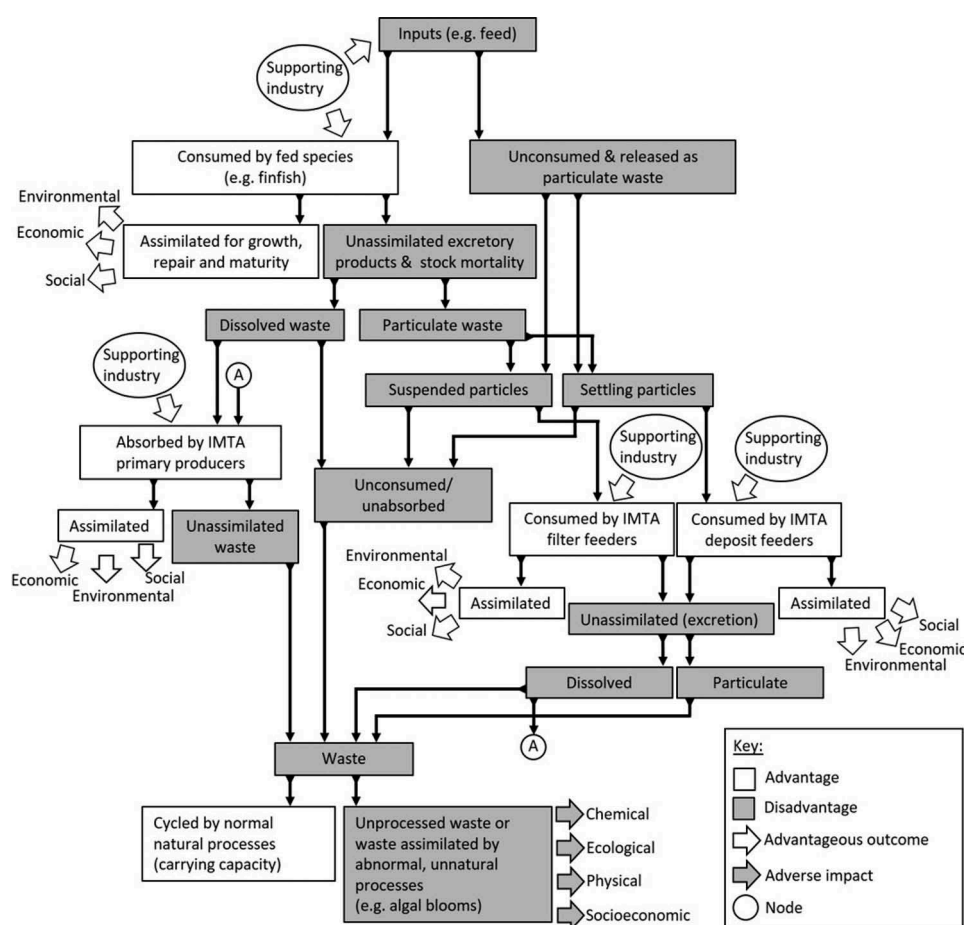 Inputs (e.g. feed)
Supporting
industry
Consumed by fed species
(e.g. finfish)
Unconsumed & released as
particulate waste
Environmental
Economic
Social
Assimilated for growth,
repair and maturity
Unassimilated excretory
products & stock mortality
Dissolved waste
Particulate waste
Supporting
industry
A
Suspended particles
Settling particles
Absorbed by IMTA
primary producers
Supporting
industry
Supporting
industry
Unconsumed/
unabsorbed
Assimilated
Unassimilated
waste
Consumed by IMTA
filter feeders
Consumed by IMTA
deposit feeders
Economic
Environmental
Social
Environmental
Economic
Social
Assimilated
Unassimilated (excretion)
Assimilated
Social
Economic
Environmental
Dissolved
Particulate
A
Waste
Cycled by normal
natural processes
(carrying capacity)
Unprocessed waste or
waste assimilated by
abnormal, unnatural
processes
(e.g. algal blooms)
Chemical
Ecological
Physical
Socioeconomic
Key:
Advantage
Disadvantage
Advantageous outcome
Adverse impact
Node